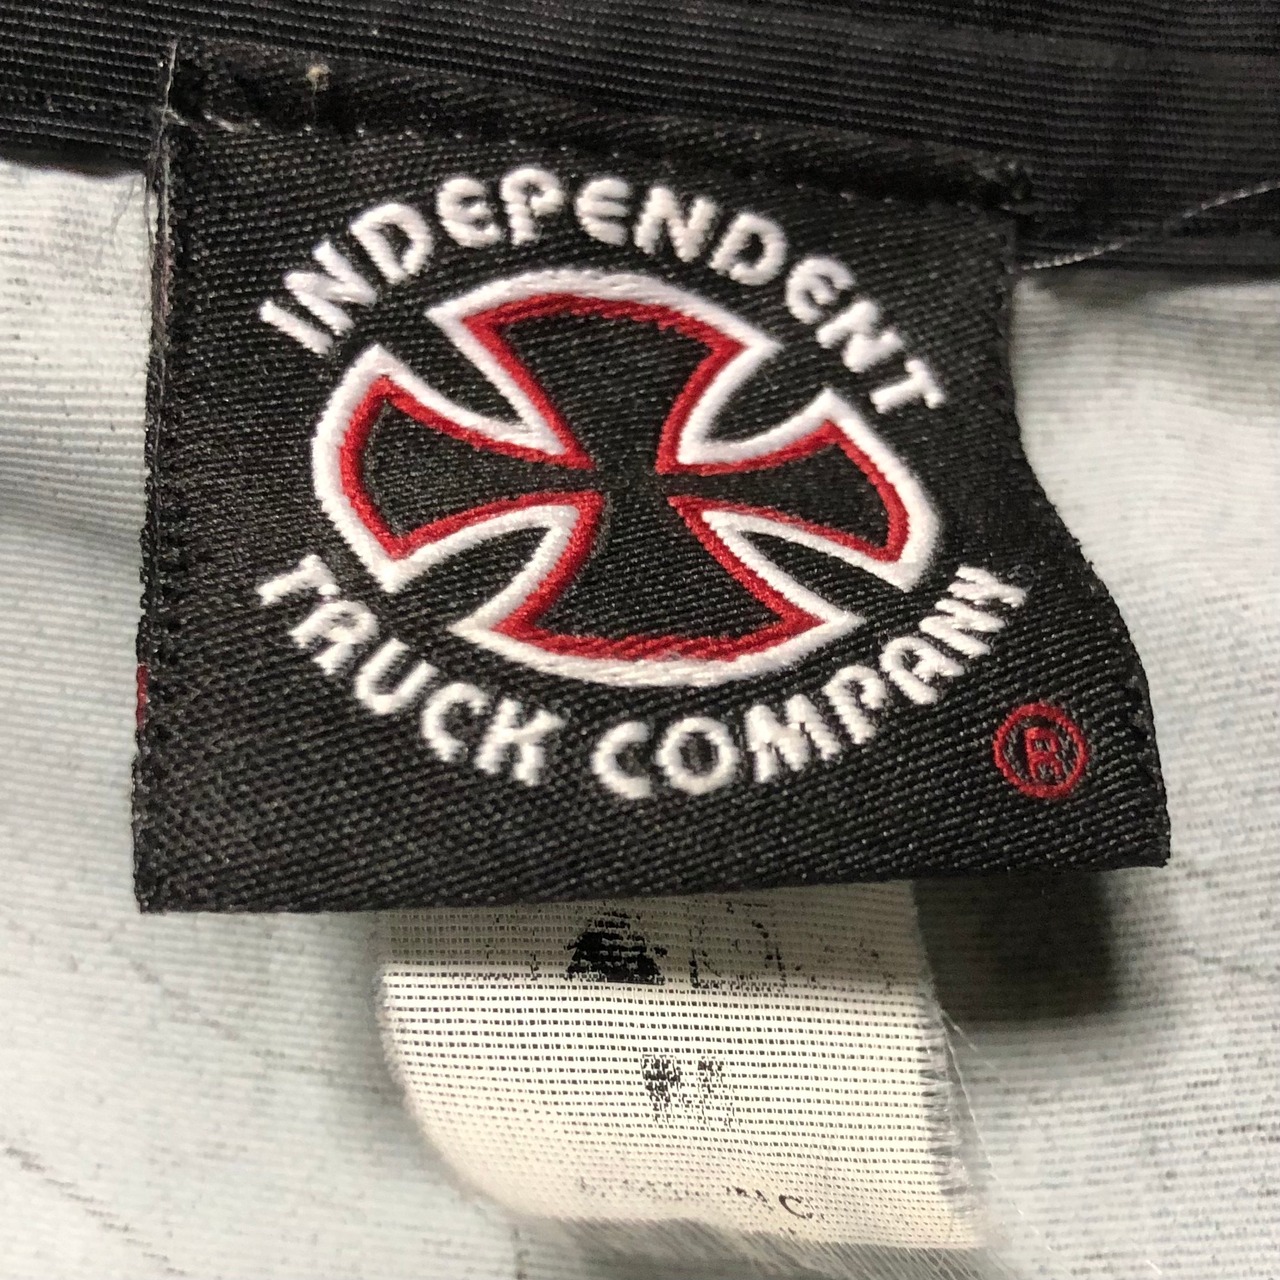 INDEPENDENT
TRUCK COMPANY
®